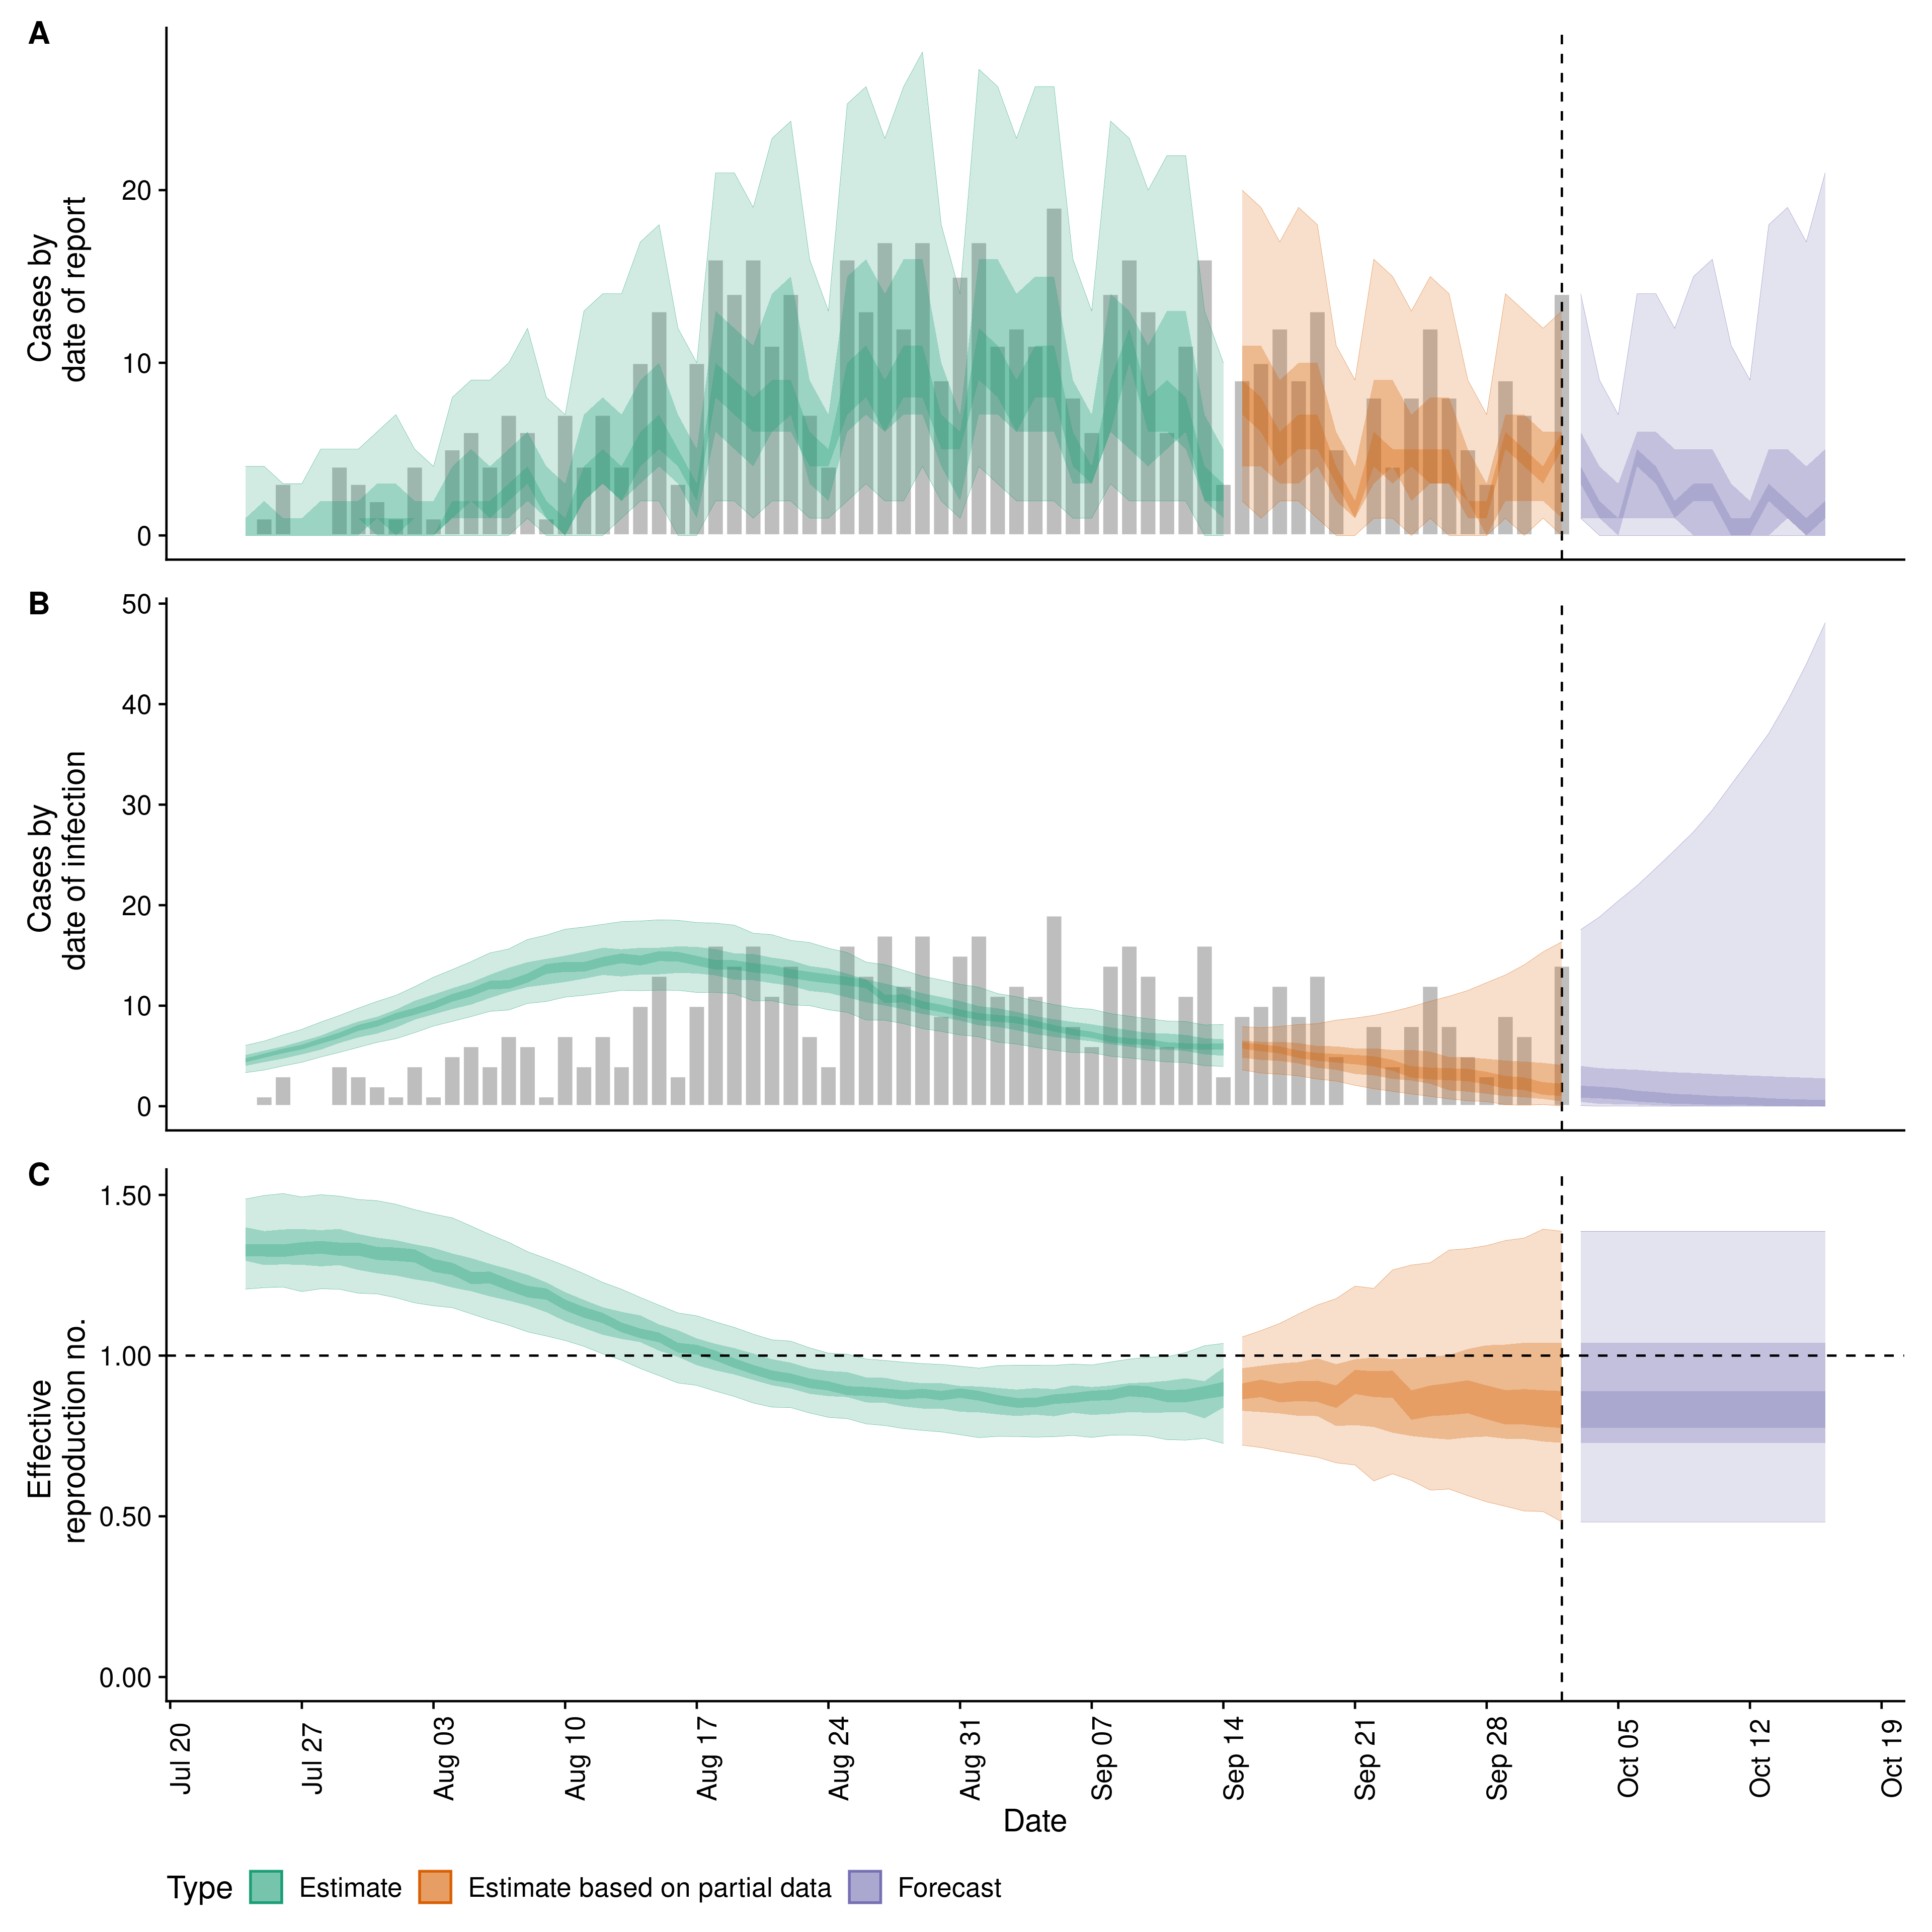 A
Cases by
date of report
20
10
0
B
Cases by
date of infection
50
40
30
20
10
0
C
Effective
reproduction no.
1.50
1.00
0.50
0.00
Jul 20
Jul 27
Aug 03
Aug 10
Aug 17
Aug 24
Aug 31
Sep 07
Sep 14
Sep 21
Sep 28
Oct 05
Oct 12
Oct 19
Date
Type Estimate Estimate based on partial data Forecast